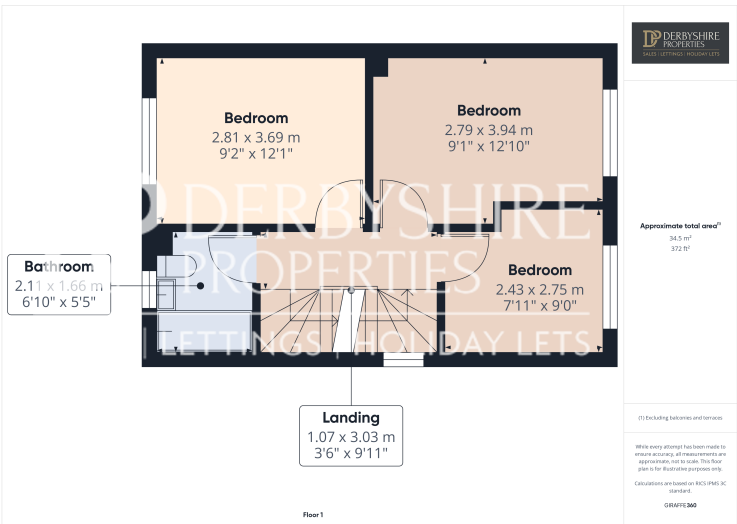 DERBYSHIRE
PROPERTIES
SALES | LETTINGS | HOLIDAY LETS
Bedroom
2.81 x 3.69 m
9'2" x 12'1"
Bedroom
2.79 x 3.94 m
9'1" x 12'10"
DERBYSHIRE
PROPERTIES
| LETTINGS | HOLIDAY LETS
Bathroom
2.11 x 1.66 m
6'10" x 5'5"
Bedroom
2.43 x 2.75 m
7'11" x 9'0"
Landing
1.07 x 3.03 m
3'6" x 9'11"
Floor 1
Approximate total area(1)
34.5 m²
372 ft²
(1) Excluding balconies and terraces
While every attempt has been made to
ensure accuracy, all measurements are
approximate, not to scale. This floor
plan is for illustrative purposes only.
Calculations are based on RICS IPMS 3C
standard.
GIRAFFE360